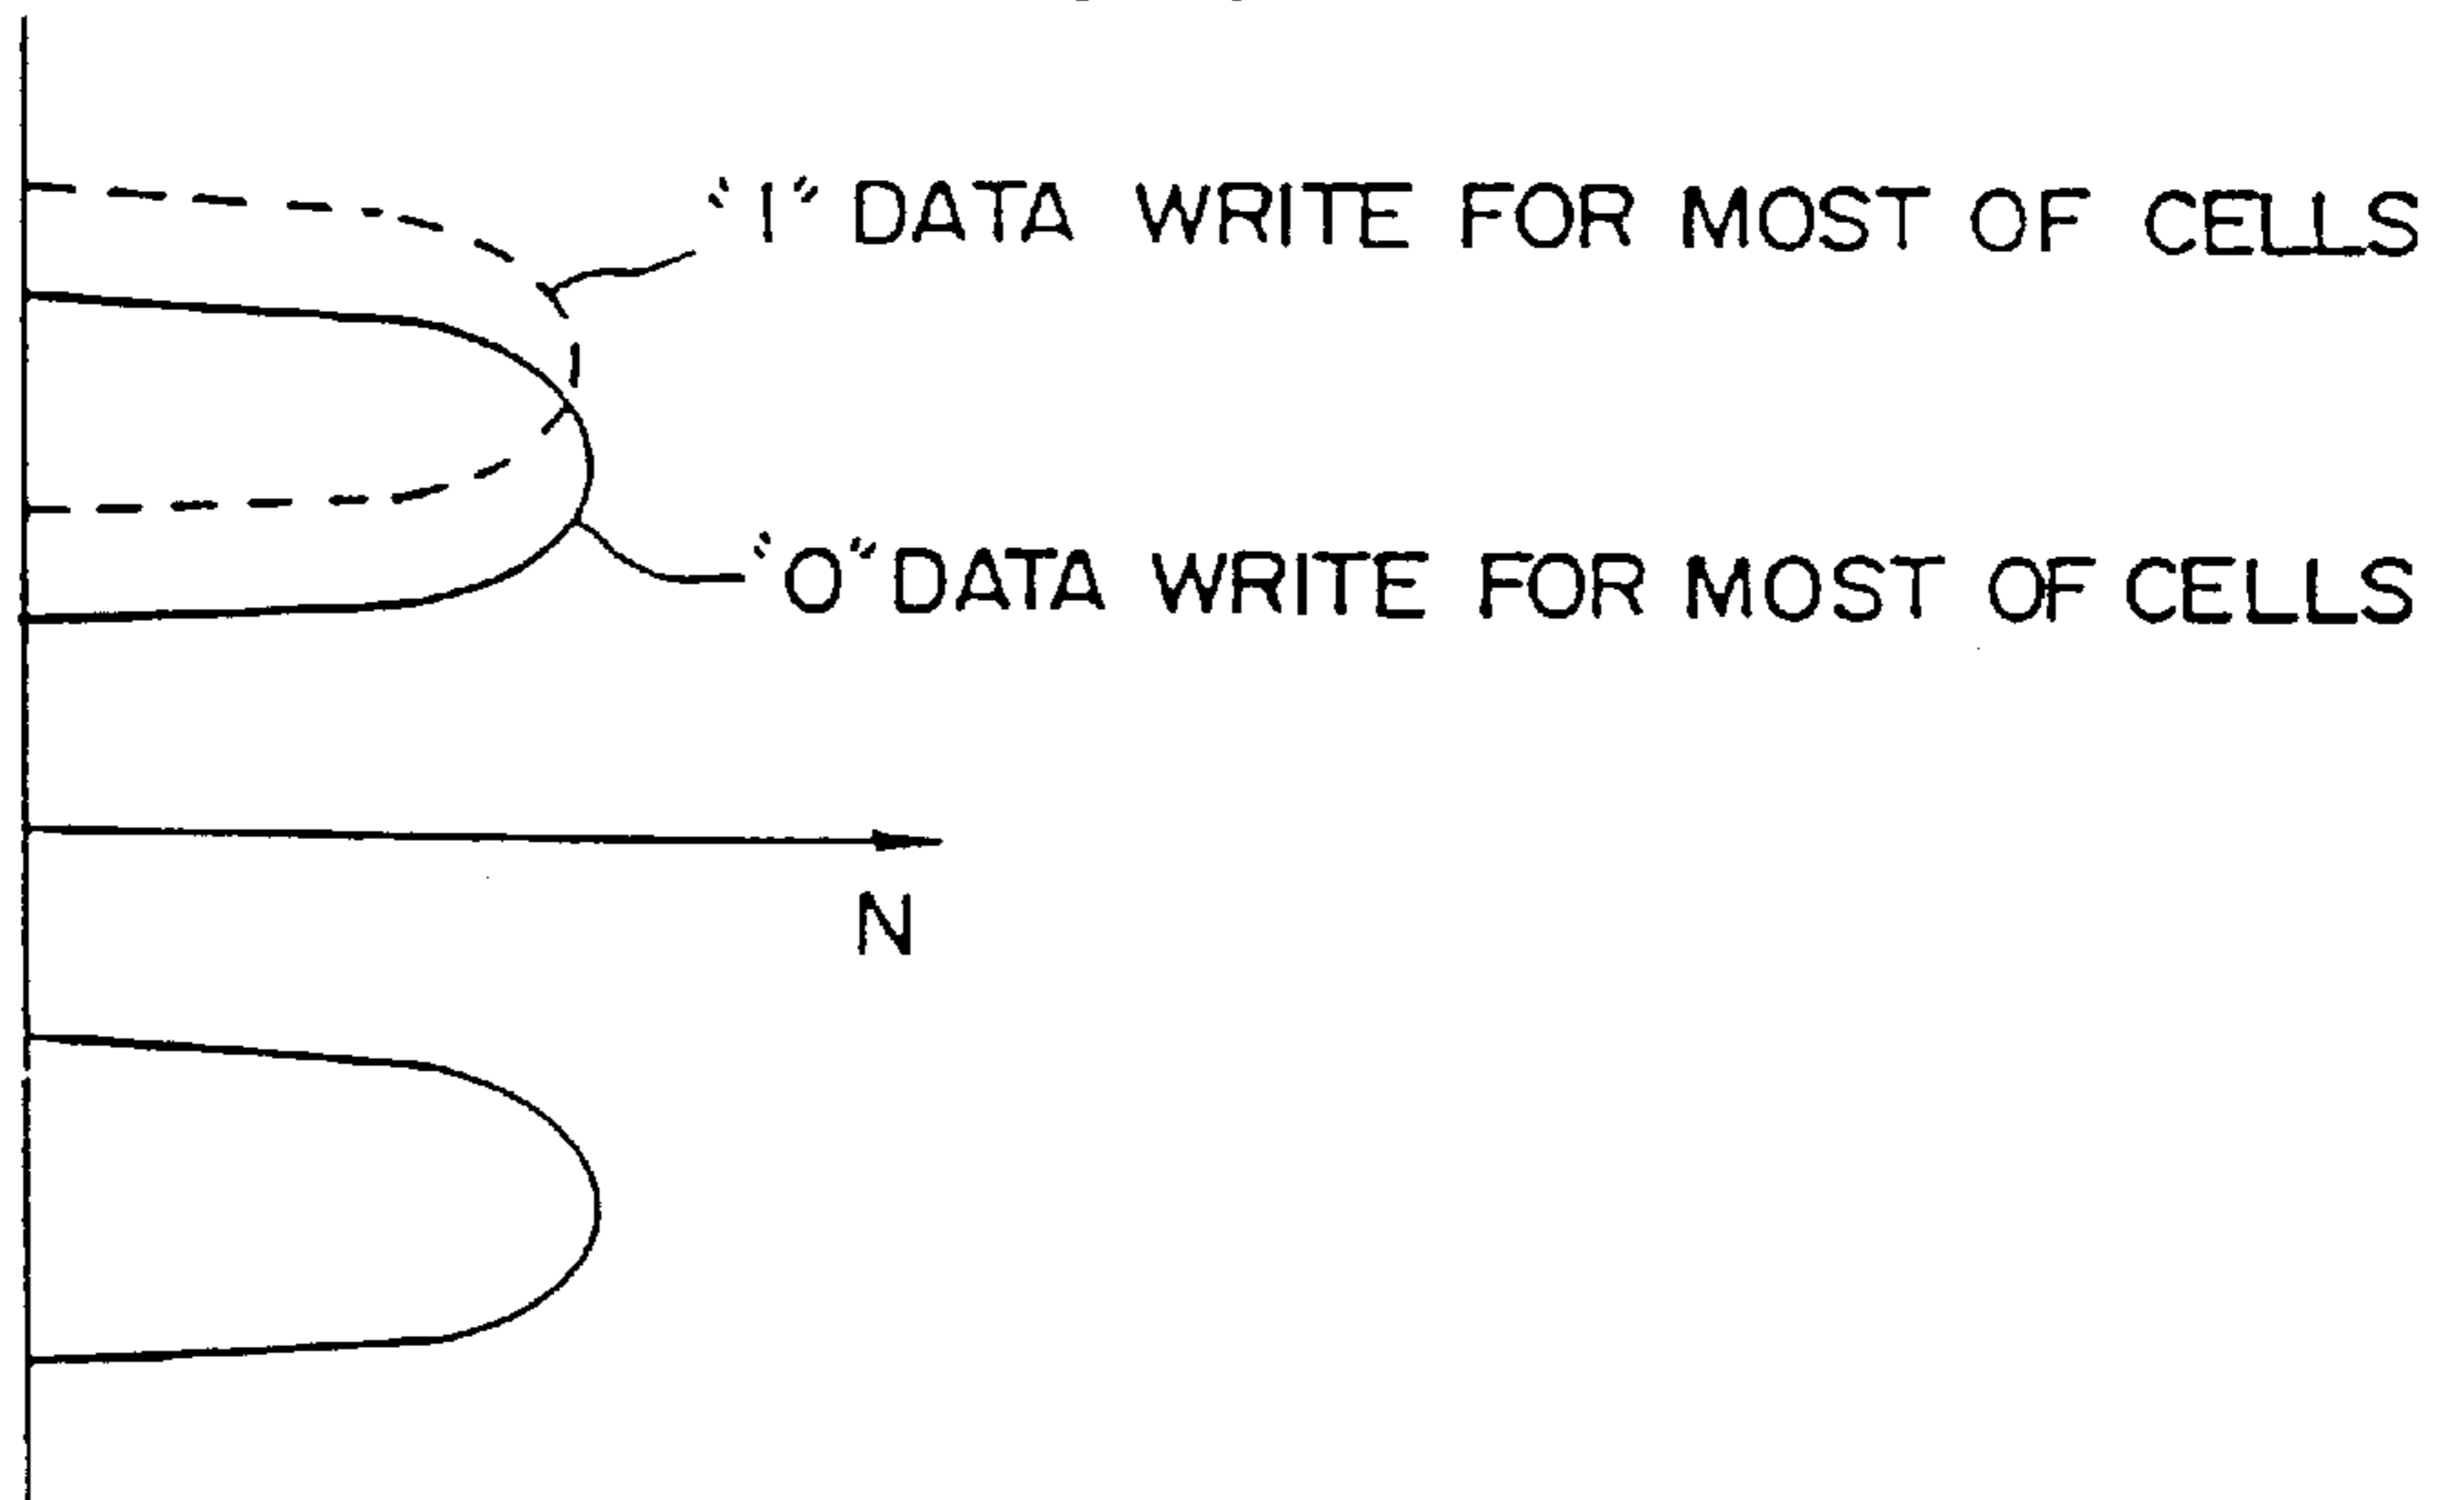 “1” DATA WRITE FOR MOST OF CELLS
“0” DATA WRITE FOR MOST OF CELLS
N